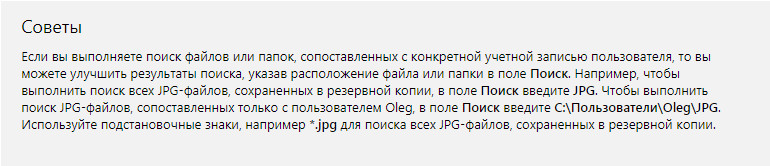 Советы
Если вы выполняете поиск файлов или папок, сопоставленных с конкретной учетной записью пользователя, то вы
можете улучшить результаты поиска, указав расположение файла или папки в поле Поиск. Например, чтобы
выполнить поиск всех JPG-файлов, сохраненных в резервной копии, в поле Поиск введите JPG. Чтобы выполнить
поиск JPG-файлов, сопоставленных только с пользователем Oleg, в поле Поиск введите C:\Пользователи\Oleg\JPG.
Используйте подстановочные знаки, например *.jpg для поиска всех JPG-файлов, сохраненных в резервной копии.